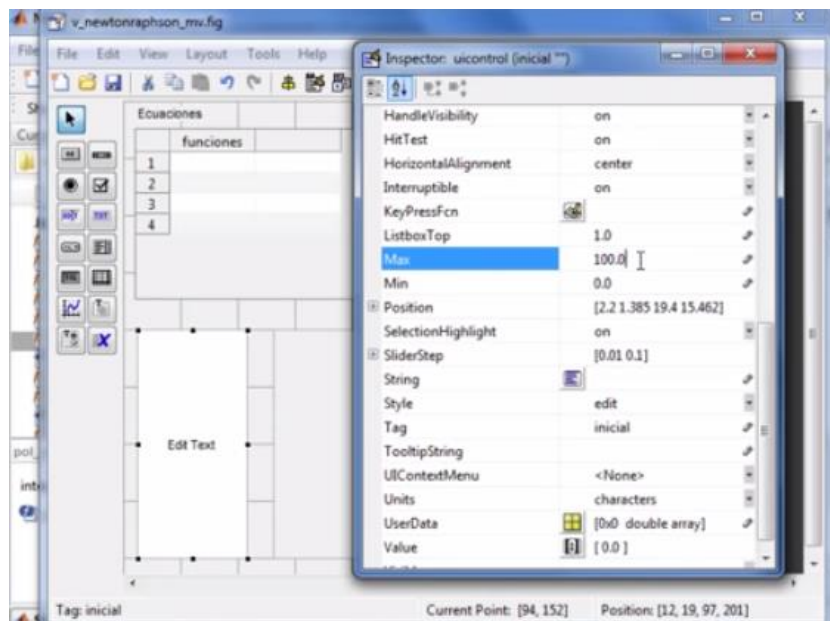 v_newtonraphson_mv.fig
File
File Edit View Layout Tools Help
Inspector: uicontrol (inicial "")
Ecuaciones
funciones
1
2
3
4
HandleVisibility on
HitTest on
HorizontalAlignment center
Interruptible on
KeyPressFcn
ListboxTop 1.0
Max 100.0
Min 0.0
Position [2.2 1.385 19.4 15.462]
SelectionHighlight on
SliderStep [0.01 0.1]
String
Style edit
Tag inicial
TooltipString
UIContextMenu <None>
Units characters
UserData [0x0 double array]
Value [ 0.0 ]
Edit Text
pol_
Tag: inicial
Current Point: [94, 152]
Position: [12, 19, 97, 201]